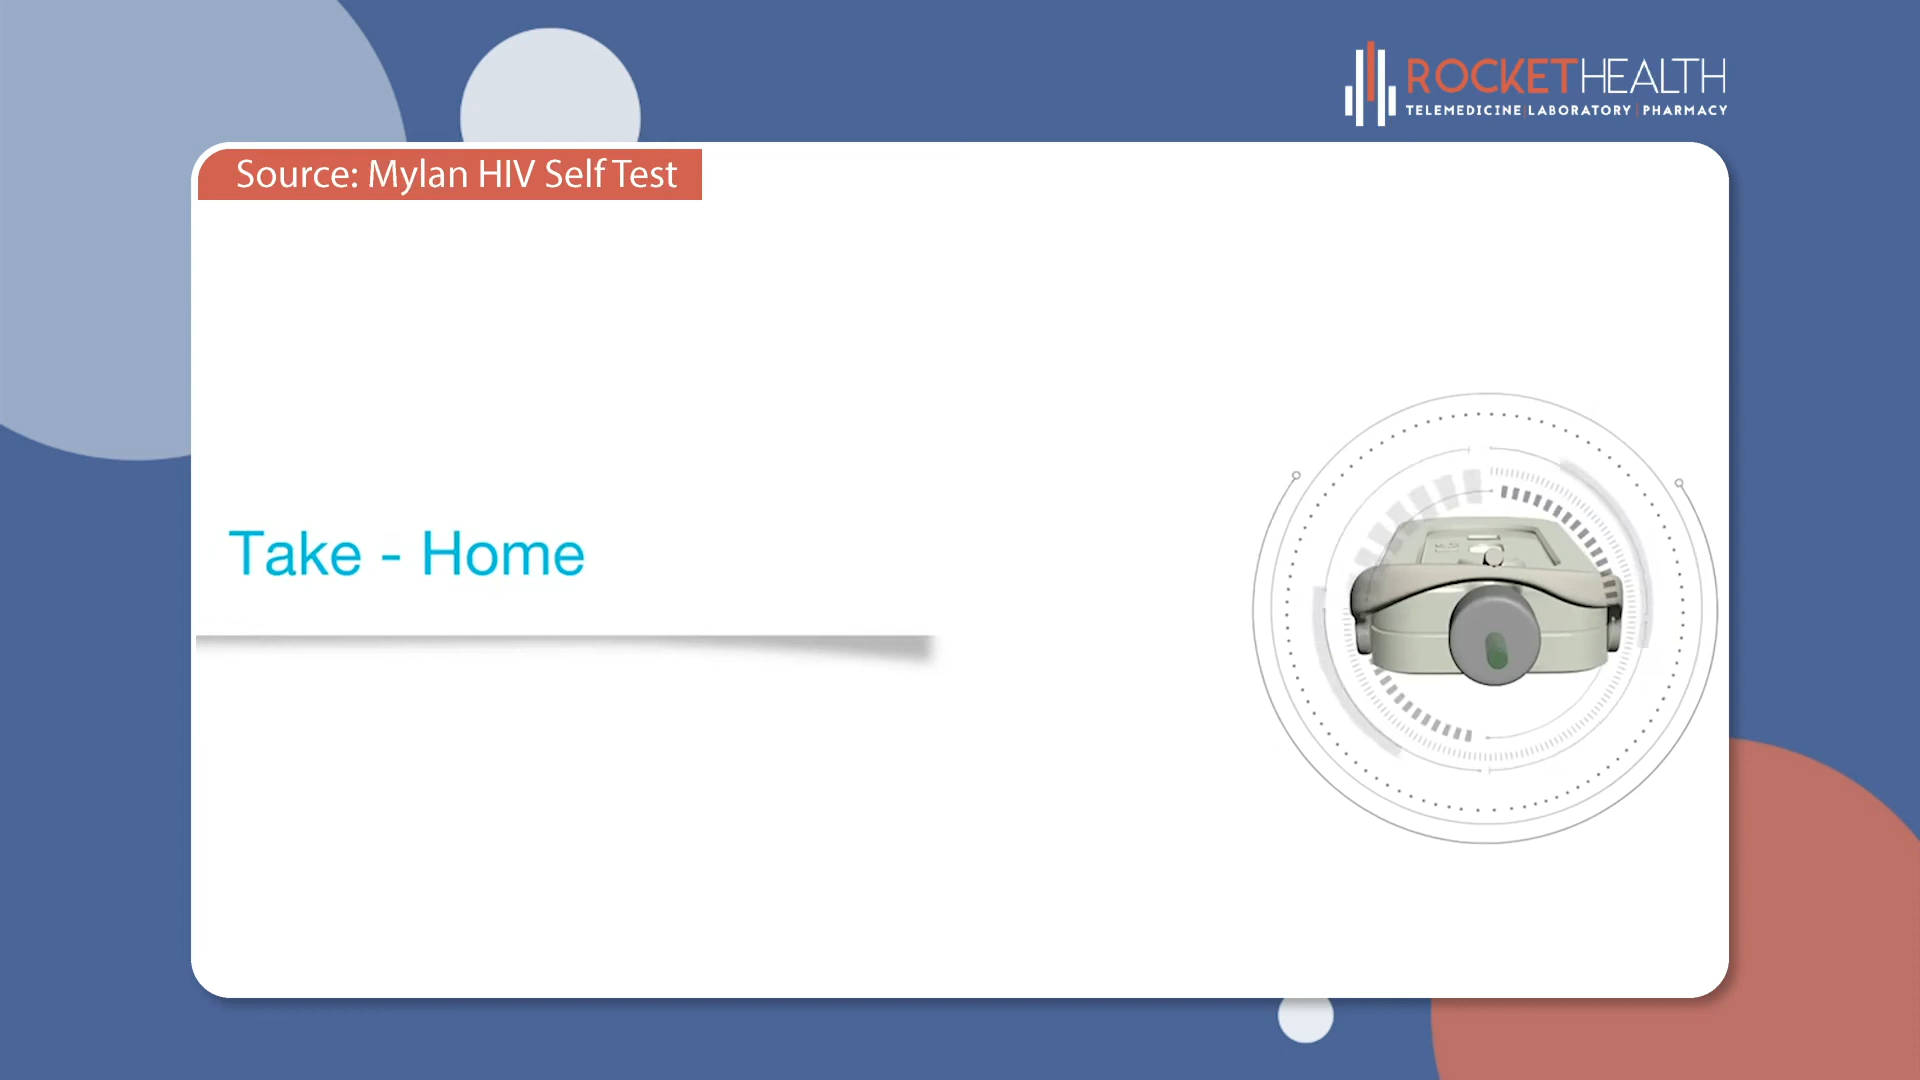 ROCKETHEALTH
TELEMEDICINE|LABORATORY|PHARMACY
Source: Mylan HIV Self Test
Take - Home